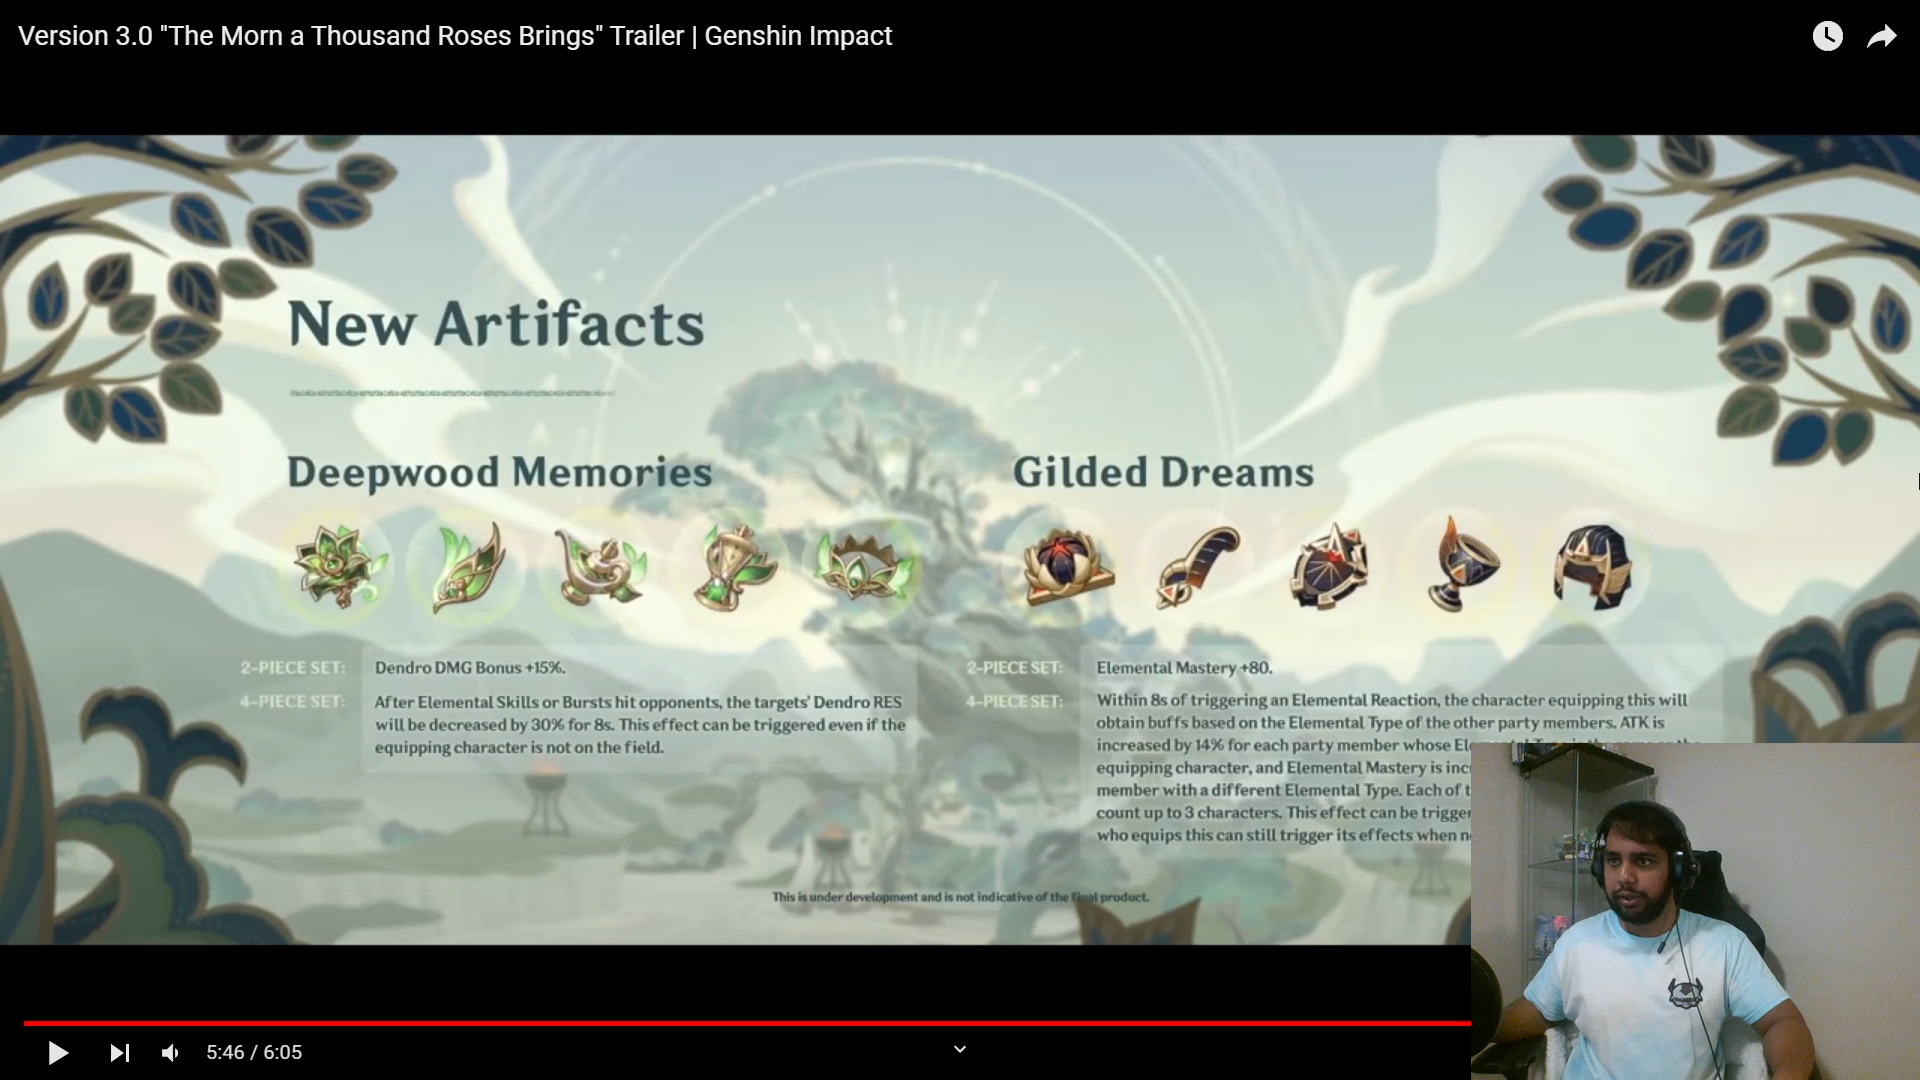 Version 3.0 "The Morn a Thousand Roses Brings" Trailer | Genshin Impact
New Artifacts
Deepwood Memories
2-PIECE SET: Dendro DMG Bonus +15%.
4-PIECE SET: After Elemental Skills or Bursts hit opponents, the targets' Dendro RES
will be decreased by 30% for 8s. This effect can be triggered even if the
equipping character is not on the field.
Gilded Dreams
2-PIECE SET: Elemental Mastery +80.
4-PIECE SET: Within 8s of triggering an Elemental Reaction, the character equipping this will
obtain buffs based on the Elemental Type of the other party members. ATK is
increased by 14% for each party member whose
equipping character, and Elemental Mastery is
member with a different Elemental Type. Each of
count up to 3 characters. This effect can be
who equips this can still trigger its effects when
This is under development and is not indicative of the final product.
5:46 / 6:05